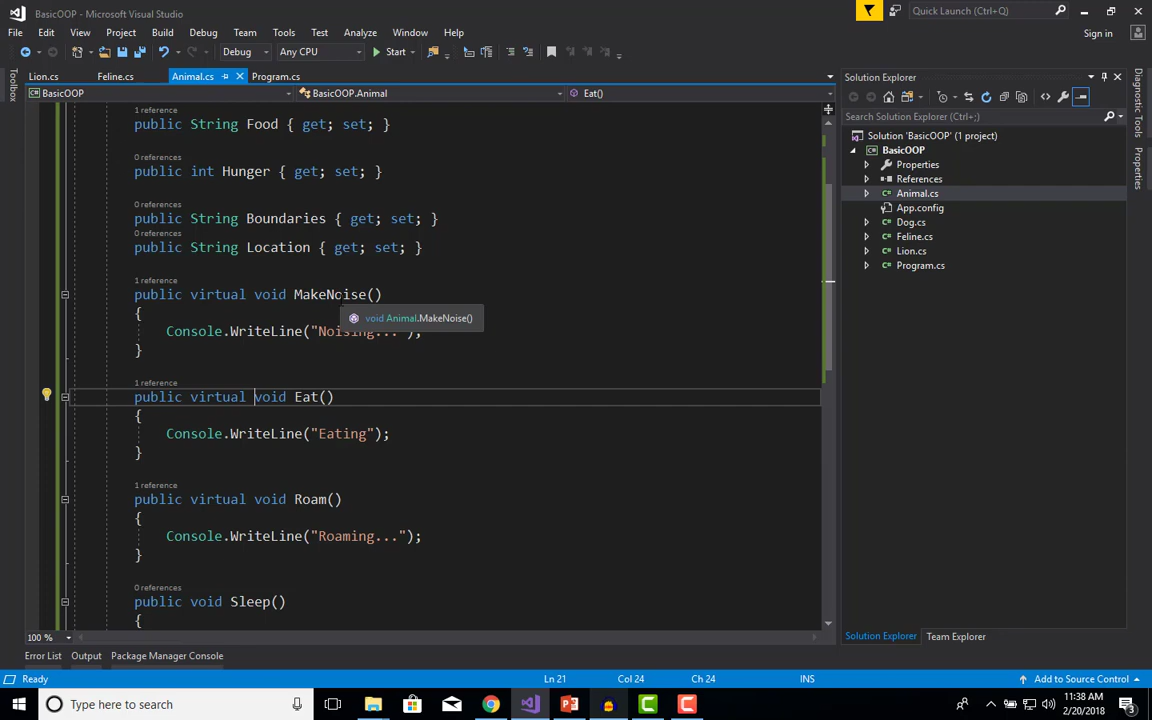 BasicOOP - Microsoft Visual Studio
Quick Launch (Ctrl+Q)
File Edit View Project Build Debug Team Tools Test Analyze Window Help
Sign in
Debug Any CPU Start
Toolbox
Lion.cs Feline.cs Animal.cs Program.cs
BasicOOP BasicOOP.Animal Eat()
1 reference
public String Food { get; set; }
0 references
public int Hunger { get; set; }
0 references
public String Boundaries { get; set; }
0 references
public String Location { get; set; }
1 reference
public virtual void MakeNoise()
{
void Animal.MakeNoise()
Console.WriteLine("Noising...");
}
1 reference
public virtual void Eat()
{
Console.WriteLine("Eating");
}
1 reference
public virtual void Roam()
{
Console.WriteLine("Roaming...");
}
0 references
public void Sleep()
{
100 %
Solution Explorer
Search Solution Explorer (Ctrl+;)
Solution 'BasicOOP' (1 project)
BasicOOP
Properties
References
Animal.cs
App.config
Dog.cs
Feline.cs
Lion.cs
Program.cs
Solution Explorer Team Explorer
Diagnostic Tools
Properties
Error List Output Package Manager Console
Ready Ln 21 Col 24 Ch 24 INS Add to Source Control
Type here to search
11:38 AM
2/20/2018
3